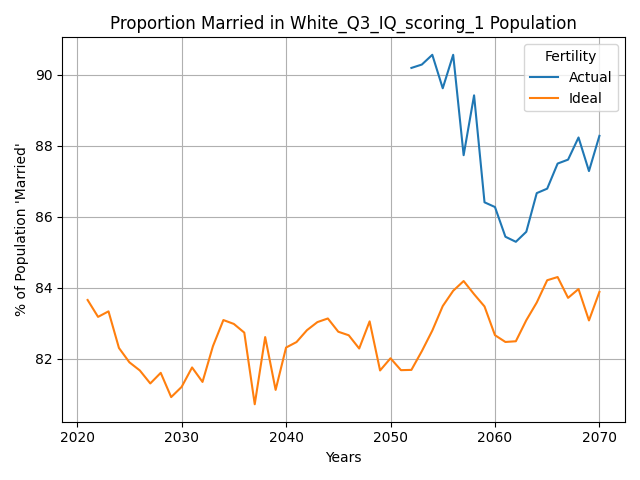 Proportion Married in White_Q3_IQ_scoring_1 Population
% of Population 'Married'
90
88
86
84
82
Fertility
Actual
Ideal
2020 2030 2040 2050 2060 2070
Years